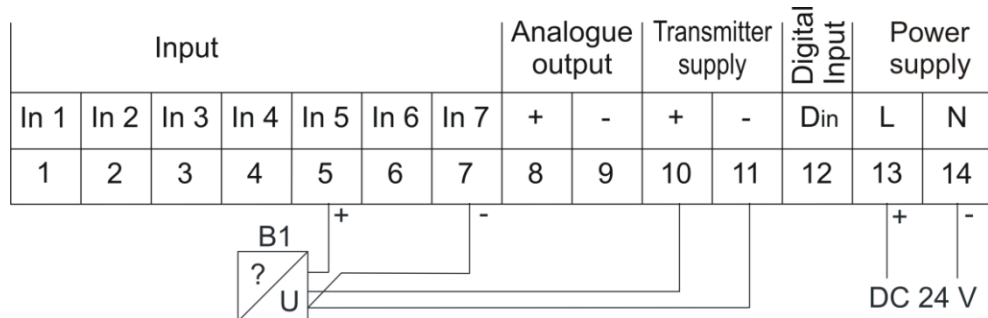 Input Analogue output Transmitter supply Digital Input Power supply
In 1 In 2 In 3 In 4 In 5 In 6 In 7 + - + - Din L N
1 2 3 4 5 6 7 8 9 10 11 12 13 14
+ - + -
B1
?
U
DC 24 V